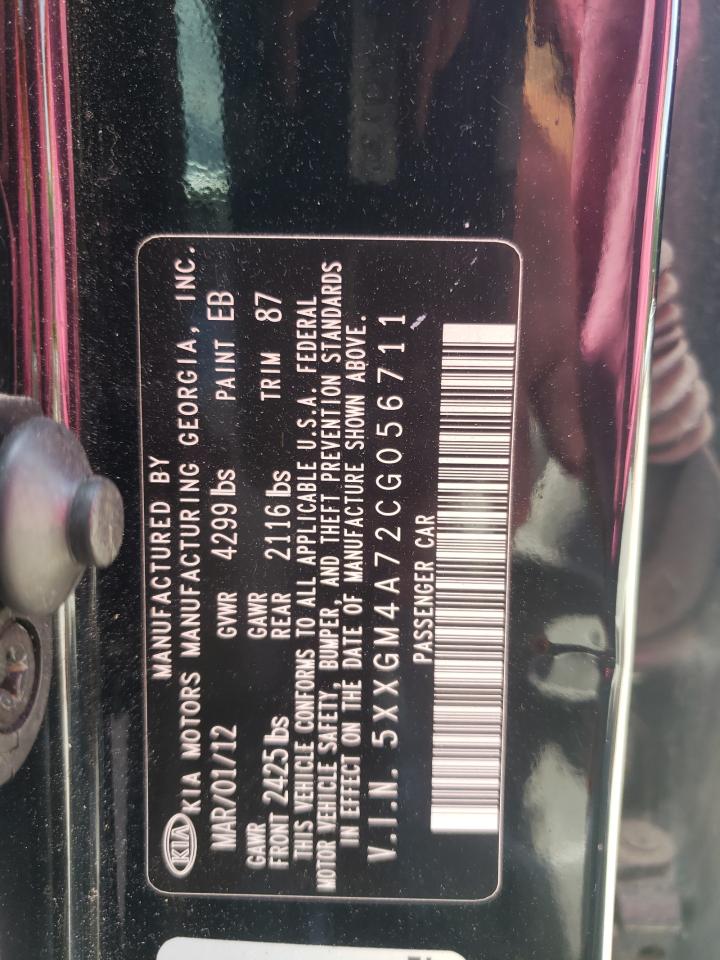 MANUFACTURED BY
KIA KIA MOTORS MANUFACTURING GEORGIA, INC.
MAR/01/12 GVWR 4299 lbs PAINT EB
GAWR FRONT 2425 lbs GAWR REAR 2116 lbs TRIM 87
THIS VEHICLE CONFORMS TO ALL APPLICABLE U.S.A. FEDERAL
MOTOR VEHICLE SAFETY, BUMPER, AND THEFT PREVENTION STANDARDS
IN EFFECT ON THE DATE OF MANUFACTURE SHOWN ABOVE.
V.I.N. 5XXGM4A72CG056711
PASSENGER CAR